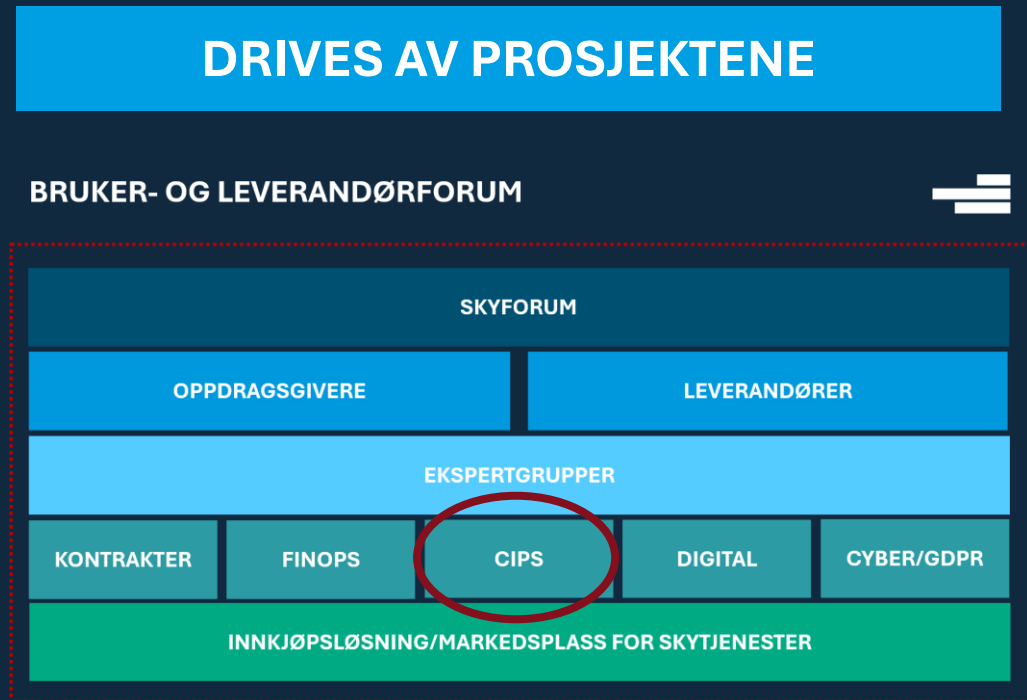 DRIVES AV PROSJEKTENE
BRUKER- OG LEVERANDØRFORUM
SKYFORUM
OPPDRAGSGIVERE
LEVERANDØRER
EKSPERTGRUPPER
KONTRAKTER
FINOPS
CIPS
DIGITAL
CYBER/GDPR
INNKJØPSLØSNING/MARKEDSPLASS FOR SKYTJENESTER